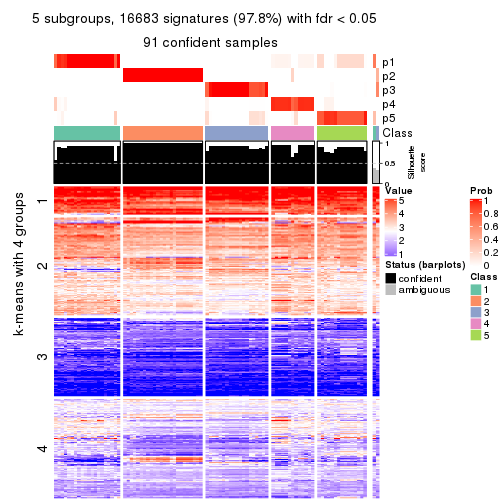 5 subgroups, 16683 signatures (97.8%) with fdr < 0.05
91 confident samples
p1
p2
p3
p4
p5
Class
1
0.5
0
Silhouette
score
k-means with 4 groups
1
2
3
4
Value
5
4
3
2
1
Status (barplots)
confident
ambiguous
Prob
1
0.8
0.6
0.4
0.2
0
Class
1
2
3
4
5